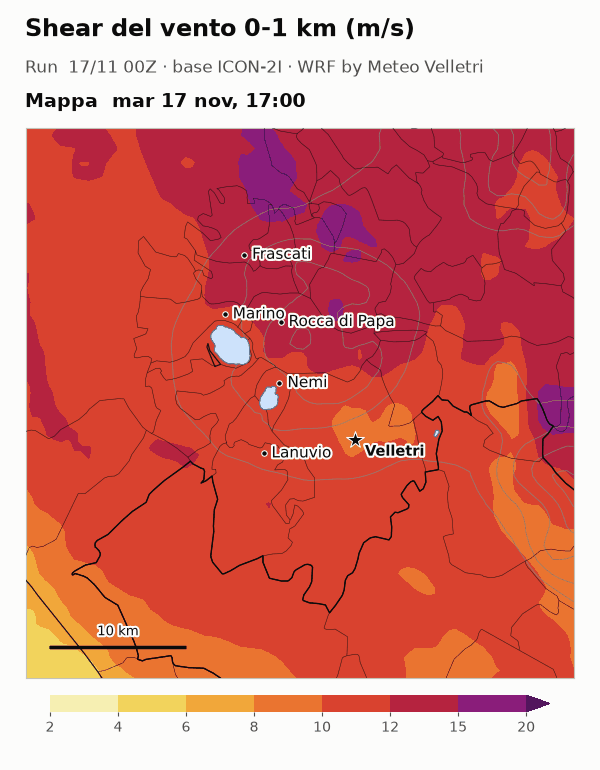 Shear del vento 0-1 km (m/s)
Run  17/11 00Z · base ICON-2I · WRF by Meteo Velletri
Mappa  mar 17 nov, 17:00
Frascati
Marino
Rocca di Papa
Nemi
Velletri
Lanuvio
10 km
2 4 6 8 10 12 15 20